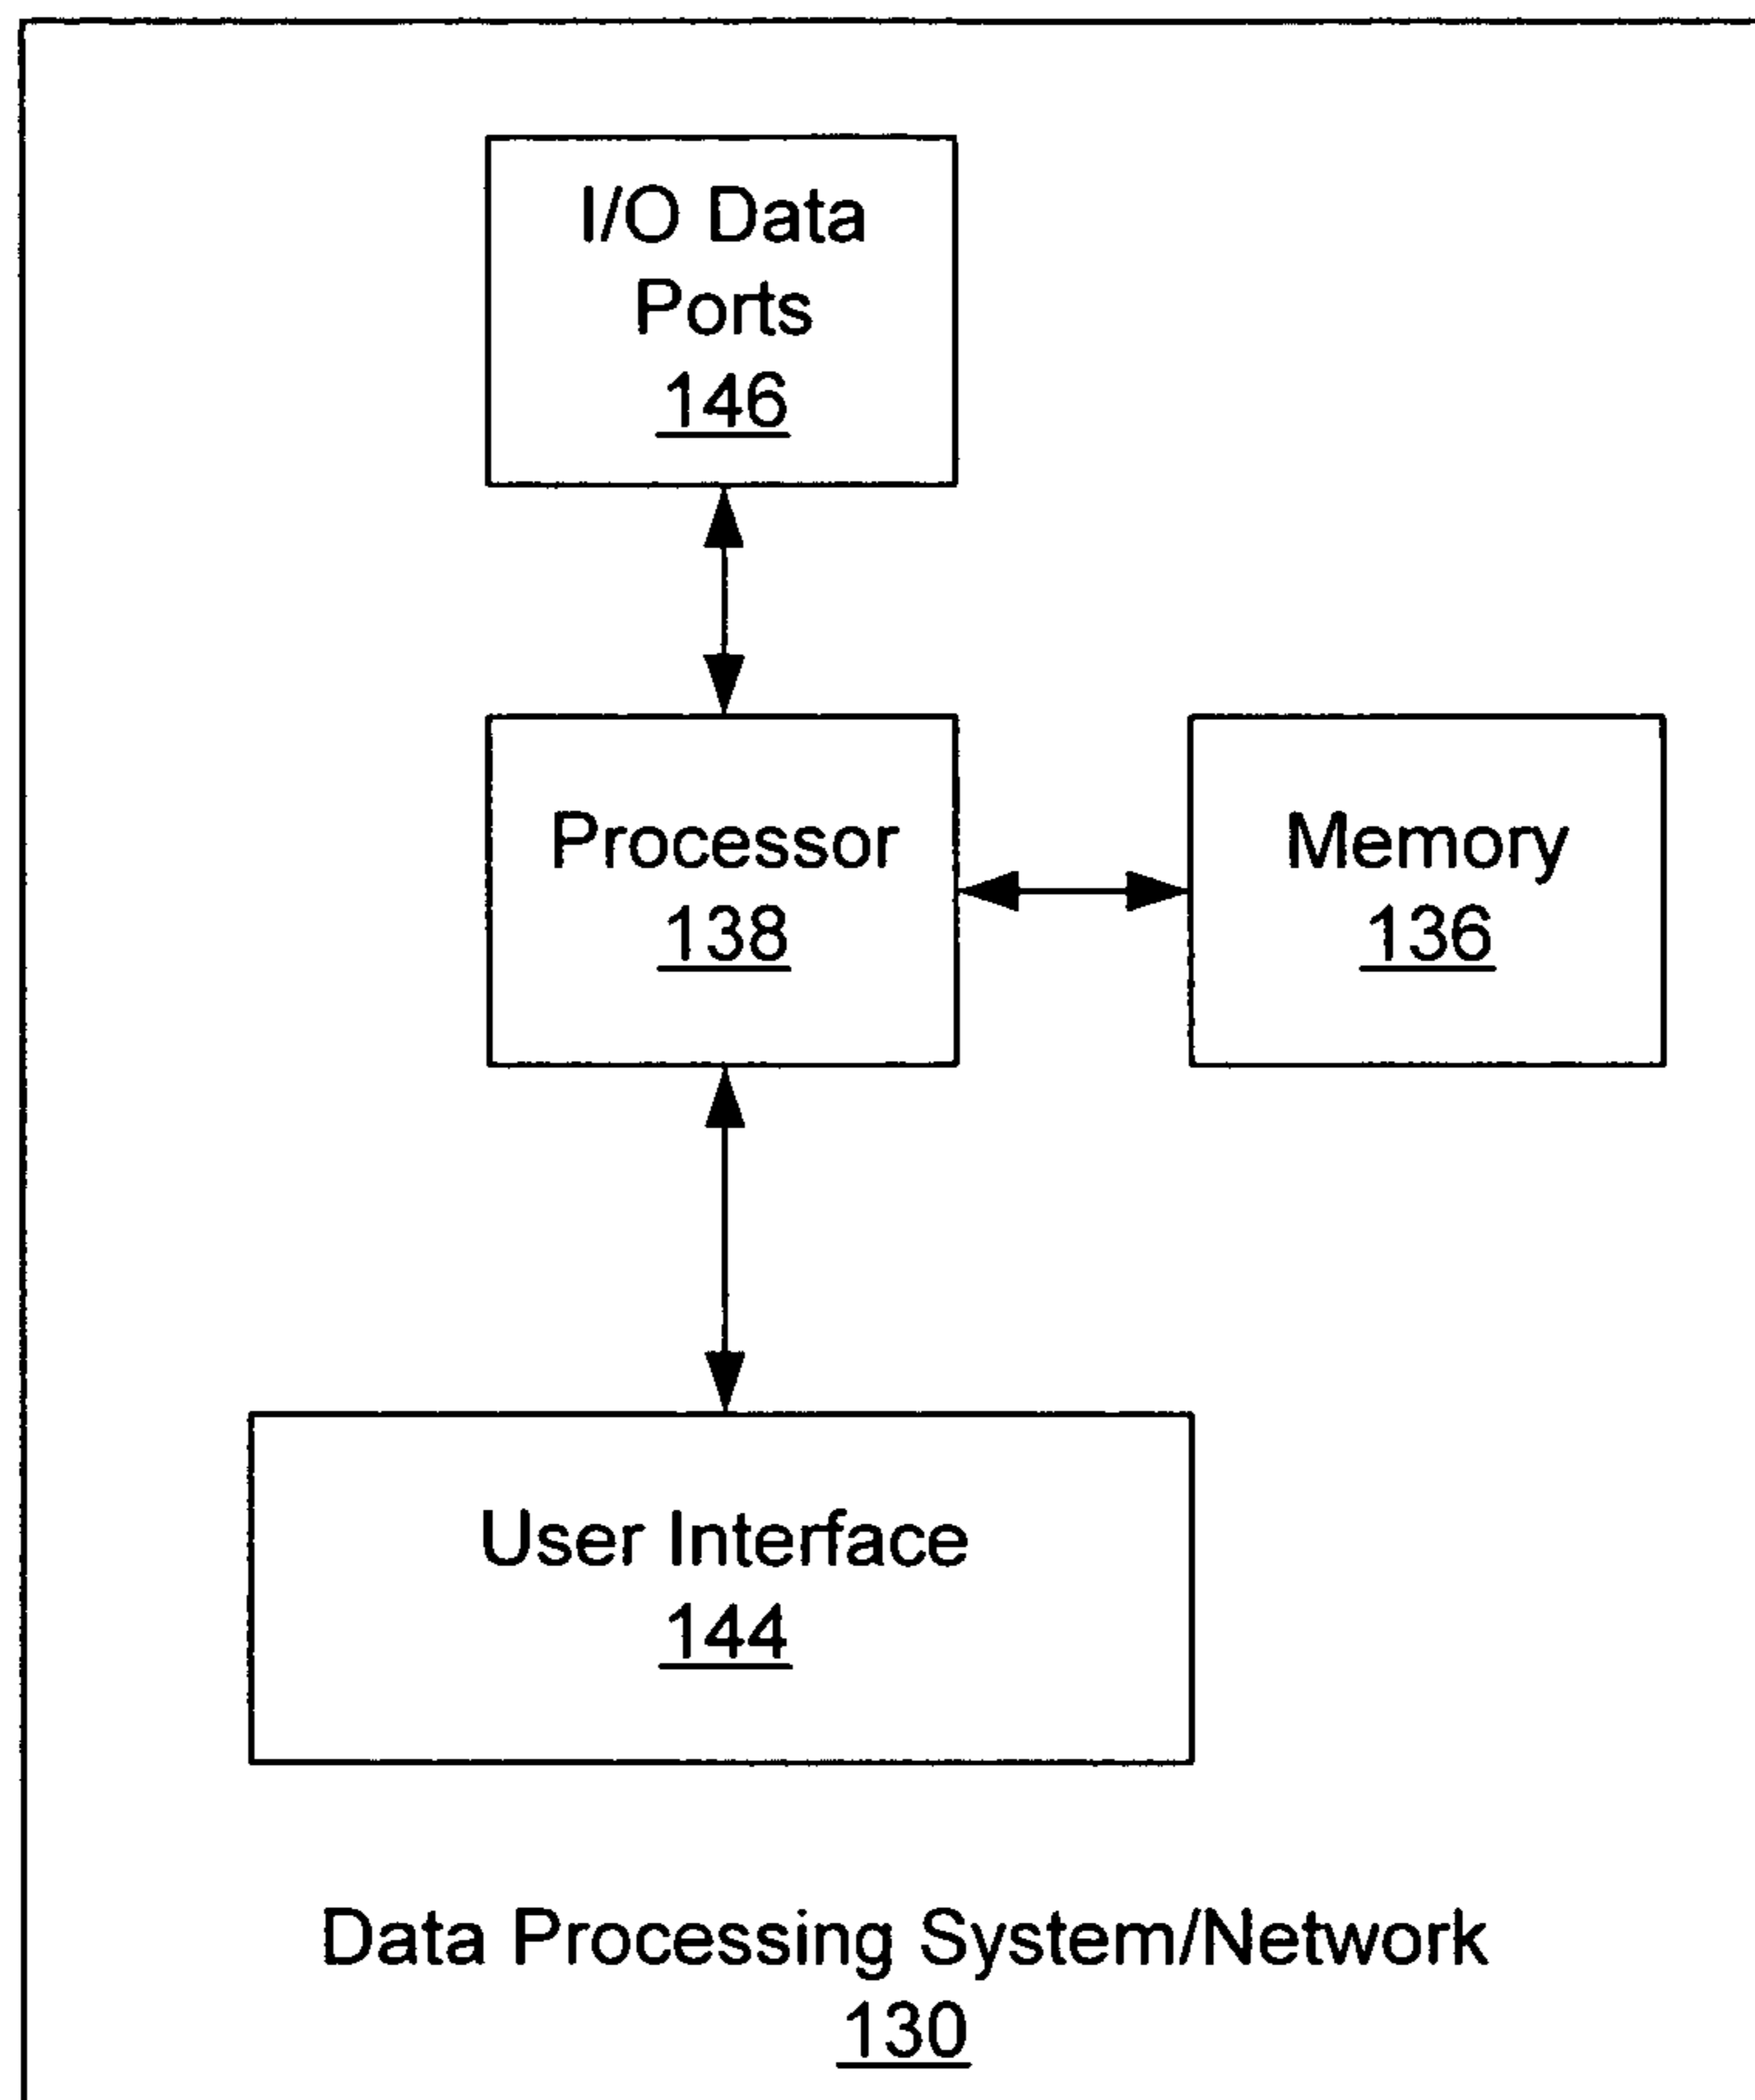 I/O Data
Ports
146
Processor
138
Memory
136
User Interface
144
Data Processing System/Network
130